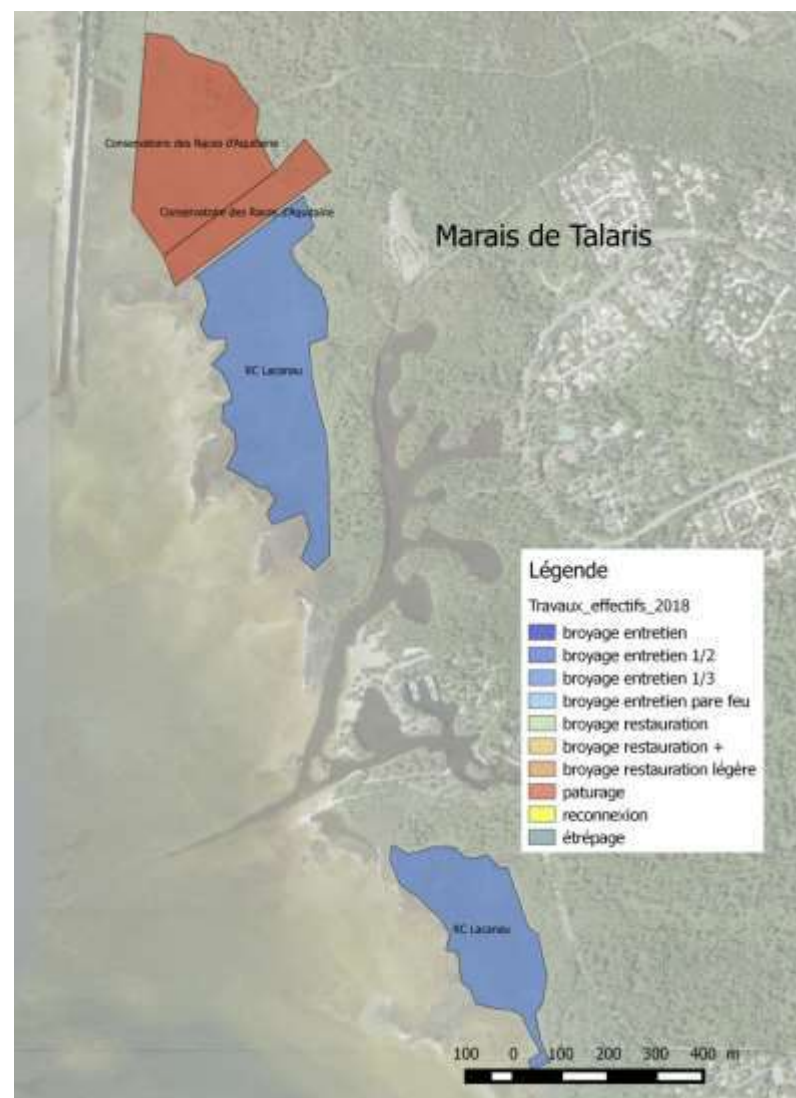 Conservatoire des Races d'Aquitaine
Conservatoire des Races d'Aquitaine
Marais de Talaris
RC Lacanau
Légende
Travaux_effectifs_2018
broyage entretien
broyage entretien 1/2
broyage entretien 1/3
broyage entretien pare feu
broyage restauration
broyage restauration +
broyage restauration légère
paturage
reconnexion
étrépage
RC Lacanau
100 0 100 200 300 400 m